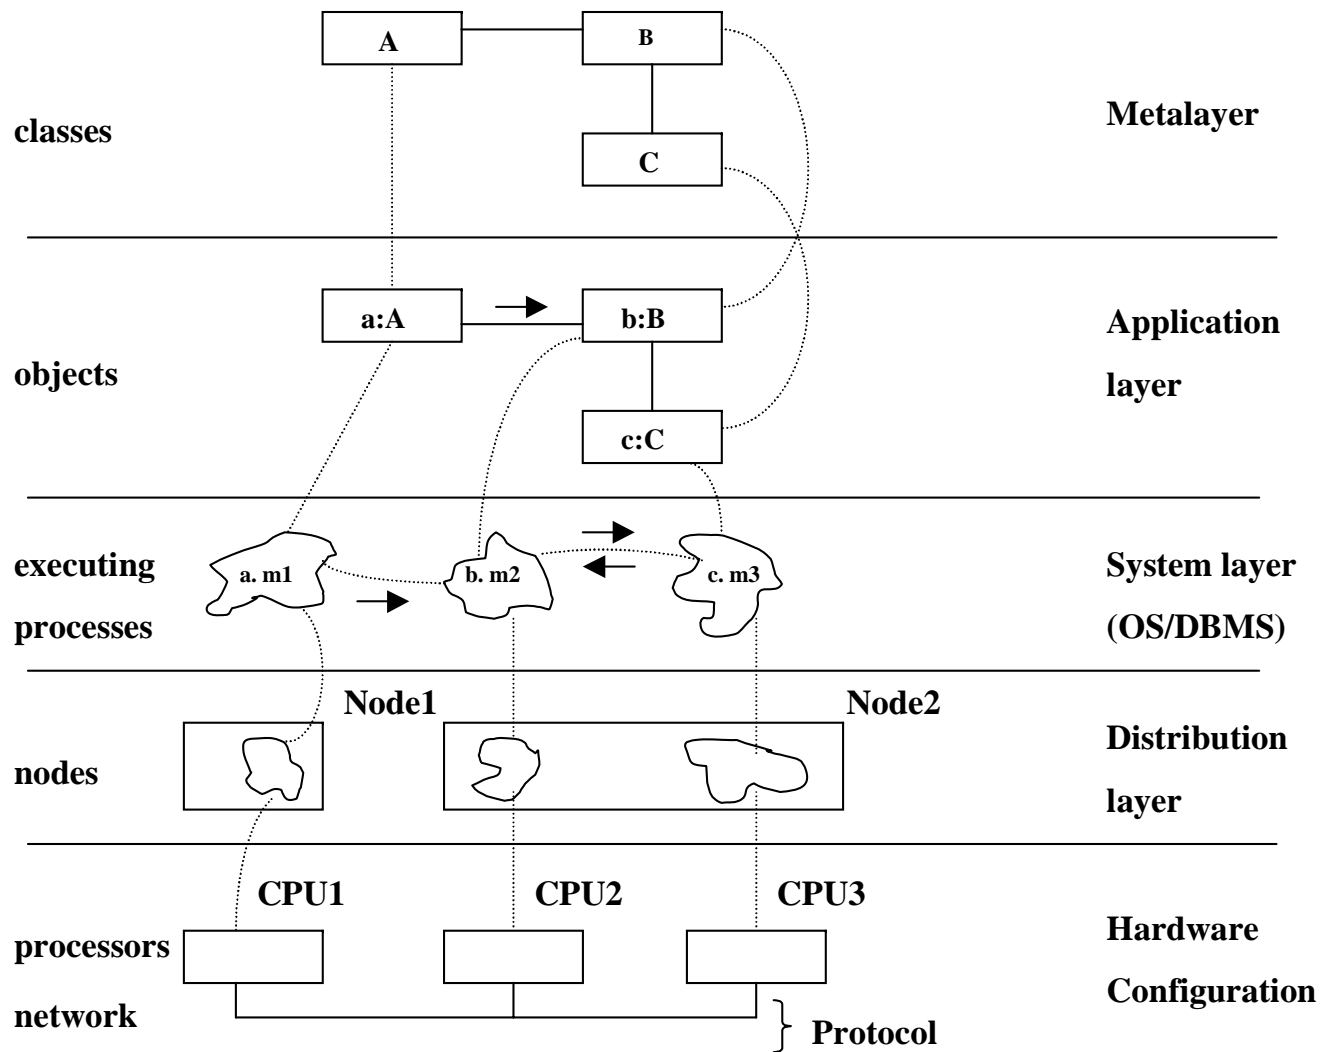 A
B
classes
Metalayer
C
a:A
b:B
Application
layer
objects
c:C
executing
processes
a. m1
b. m2
c. m3
System layer
(OS/DBMS)
Node1
Node2
nodes
Distribution
layer
CPU1
CPU2
CPU3
processors
network
Hardware
Configuration
Protocol